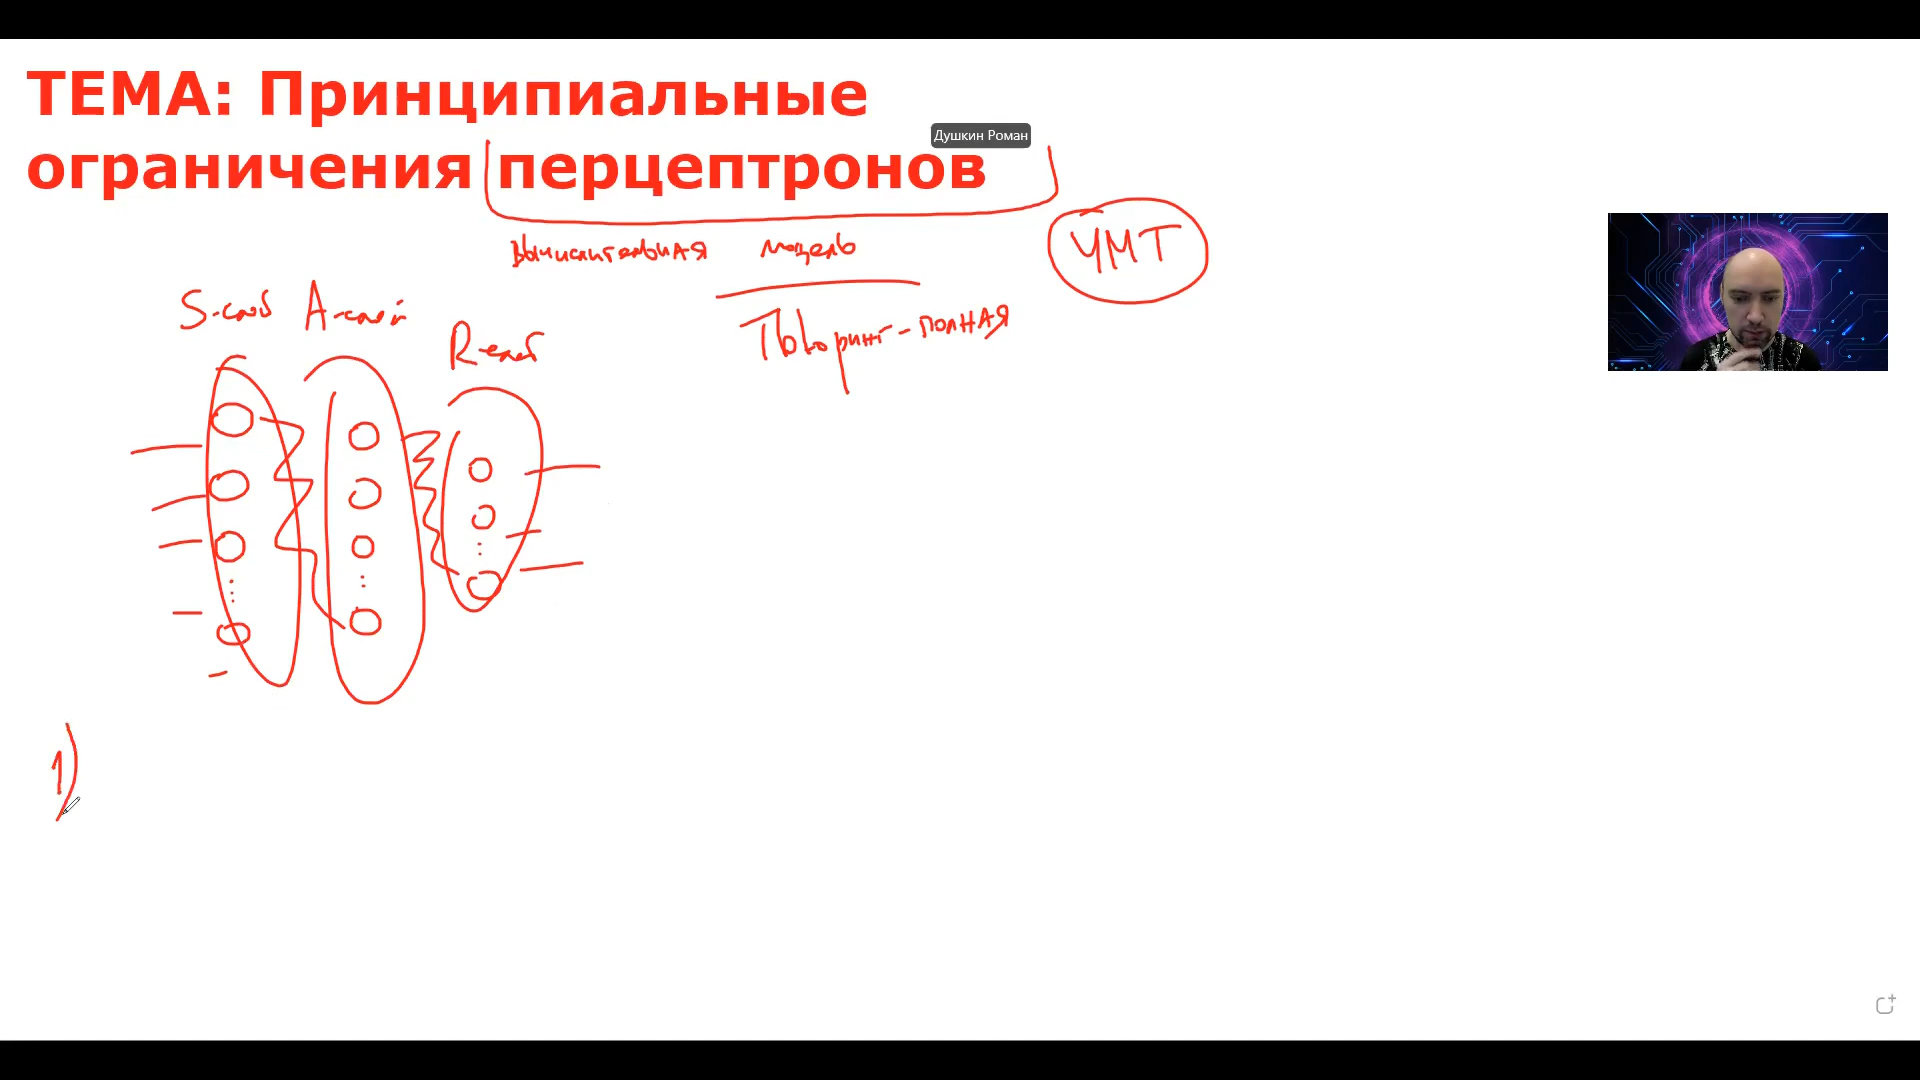 ТЕМА: Принципиальные
ограничения перцептронов
Душкин Роман
вычислительная модель
УМТ
Тьюринг-полная
S-слой А-слой
R-слой
1)